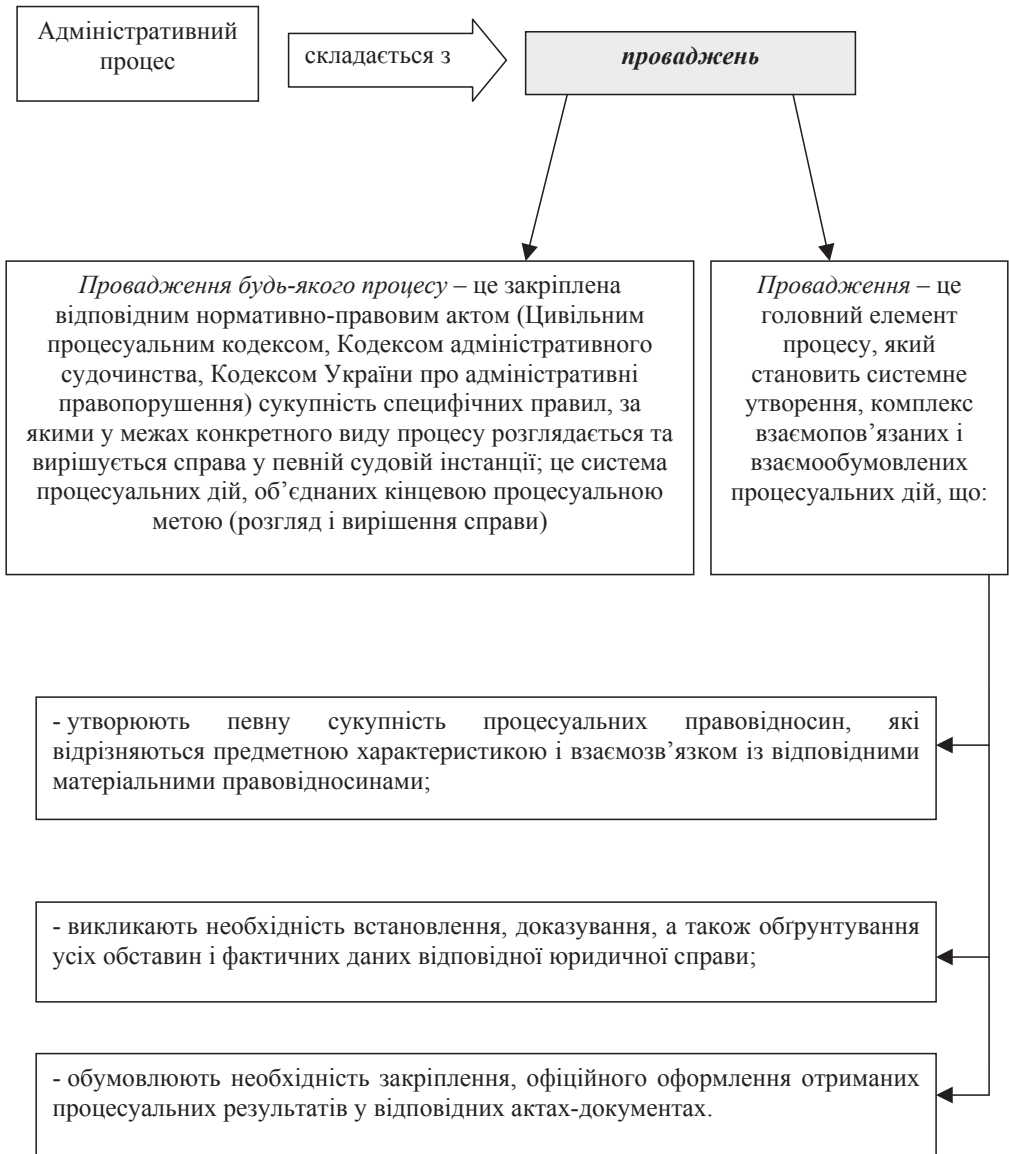 Адміністративний
процес
складається з
проваджень
Провадження будь-якого процесу – це закріплена
відповідним нормативно-правовим актом (Цивільним
процесуальним кодексом, Кодексом адміністративного
судочинства, Кодексом України про адміністративні
правопорушення) сукупність специфічних правил, за
якими у межах конкретного виду процесу розглядається та
вирішується справа у певній судовій інстанції; це система
процесуальних дій, об’єднаних кінцевою процесуальною
метою (розгляд і вирішення справи)
Провадження – це
головний елемент
процесу, який
становить системне
утворення, комплекс
взаємопов’язаних і
взаємообумовлених
процесуальних дій, що:
- утворюють певну сукупність процесуальних правовідносин, які
відрізняються предметною характеристикою і взаємозв’язком із відповідними
матеріальними правовідносинами;
- викликають необхідність встановлення, доказування, а також обґрунтування
усіх обставин і фактичних даних відповідної юридичної справи;
- обумовлюють необхідність закріплення, офіційного оформлення отриманих
процесуальних результатів у відповідних актах-документах.